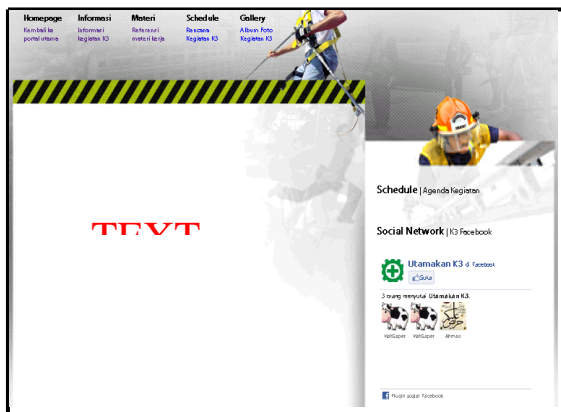 Homepage
Kembali ke
portal utama
Informasi
Informasi
kegiatan K3
Materi
Referensi
materi kerja
Schedule
Rencana
Kegiatan K3
Gallery
Album Foto
Kegiatan K3
TEXT
Schedule | Agenda Kegiatan
Social Network | K3 Facebook
Utamakan K3 di Facebook
Suka
3 orang menyukai Utamakan K3.
Ahmad
Plugin sosial Facebook